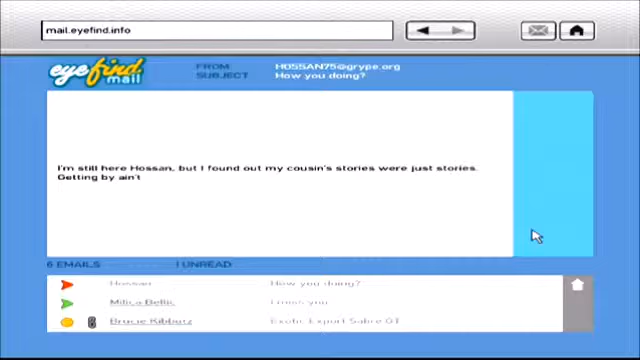 mail.eyefind.info
eyefind mail
FROM HOSSAN75@grype.org
SUBJECT How you doing?
I'm still here Hossan, but I found out my cousin's stories were just stories.
Getting by ain't
6 EMAILS 1 UNREAD
Hossan How you doing?
Milica Bellic I miss you
Brucie Kibbutz Exotic Export Sabre GT